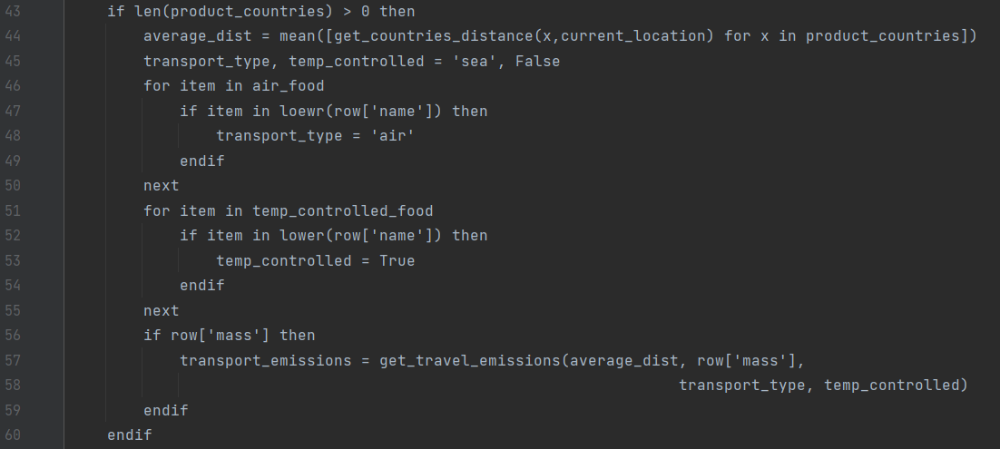 43 if len(product_countries) > 0 then
44 average_dist = mean([get_countries_distance(x,current_location) for x in product_countries])
45 transport_type, temp_controlled = 'sea', False
46 for item in air_food
47 if item in loewr(row['name']) then
48 transport_type = 'air'
49 endif
50 next
51 for item in temp_controlled_food
52 if item in lower(row['name']) then
53 temp_controlled = True
54 endif
55 next
56 if row['mass'] then
57 transport_emissions = get_travel_emissions(average_dist, row['mass'],
58 transport_type, temp_controlled)
59 endif
60 endif